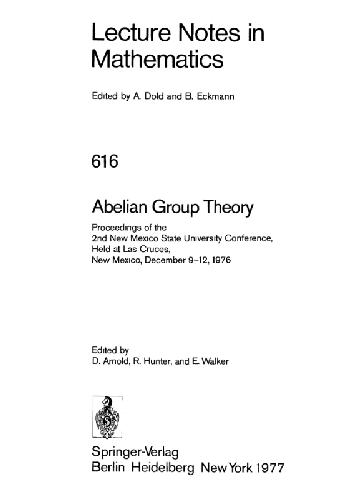 Lecture Notes in
Mathematics
Edited by A. Dold and B. Eckmann
616
Abelian Group Theory
Proceedings of the
2nd New Mexico State University Conference,
Held at Las Cruces,
New Mexico, December 9–12, 1976
Edited by
D. Arnold, R. Hunter, and E. Walker
Springer-Verlag
Berlin Heidelberg New York 1977